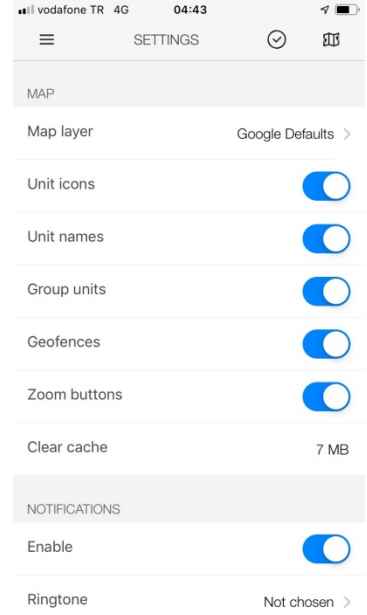 vodafone TR 4G 04:43
SETTINGS
MAP
Map layer Google Defaults
Unit icons
Unit names
Group units
Geofences
Zoom buttons
Clear cache 7 MB
NOTIFICATIONS
Enable
Ringtone Not chosen